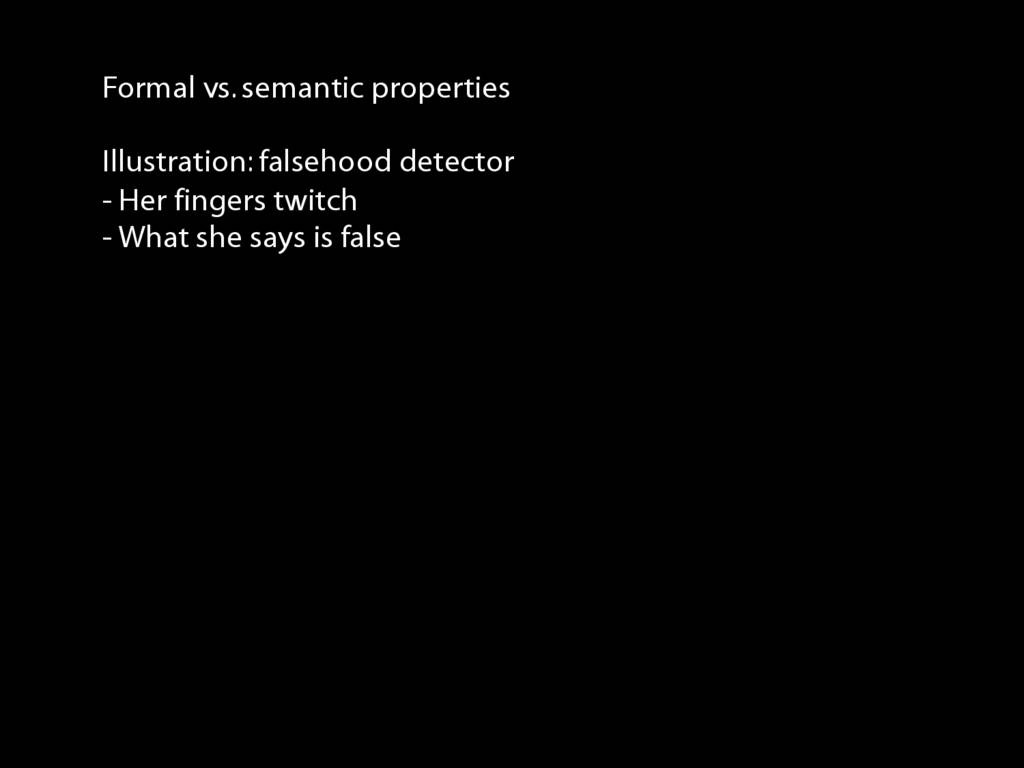 Formal vs. semantic properties
Illustration: falsehood detector
- Her fingers twitch
- What she says is false